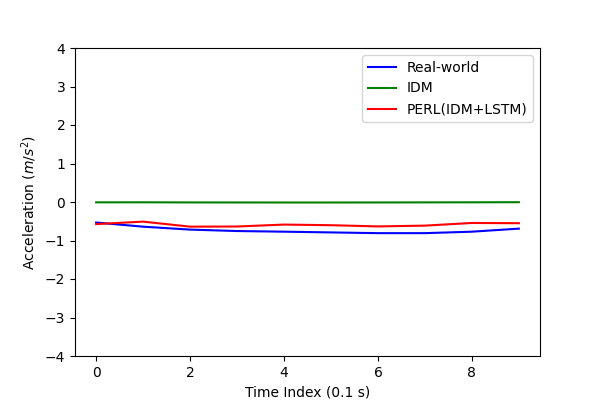 4
3
2
1
0
−1
−2
−3
−4
Acceleration (m/s²)
Real-world
IDM
PERL(IDM+LSTM)
0 2 4 6 8
Time Index (0.1 s)